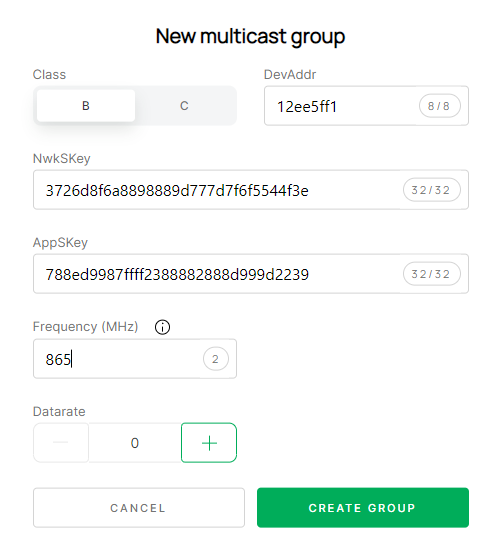 New multicast group
Class
DevAddr
B
C
12ee5ff1
8/8
NwkSKey
3726d8f6a8898889d777d7f6f5544f3e
32/32
AppSKey
788ed9987ffff2388882888d999d2239
32/32
Frequency (MHz)
865
2
Datarate
0
CANCEL
CREATE GROUP